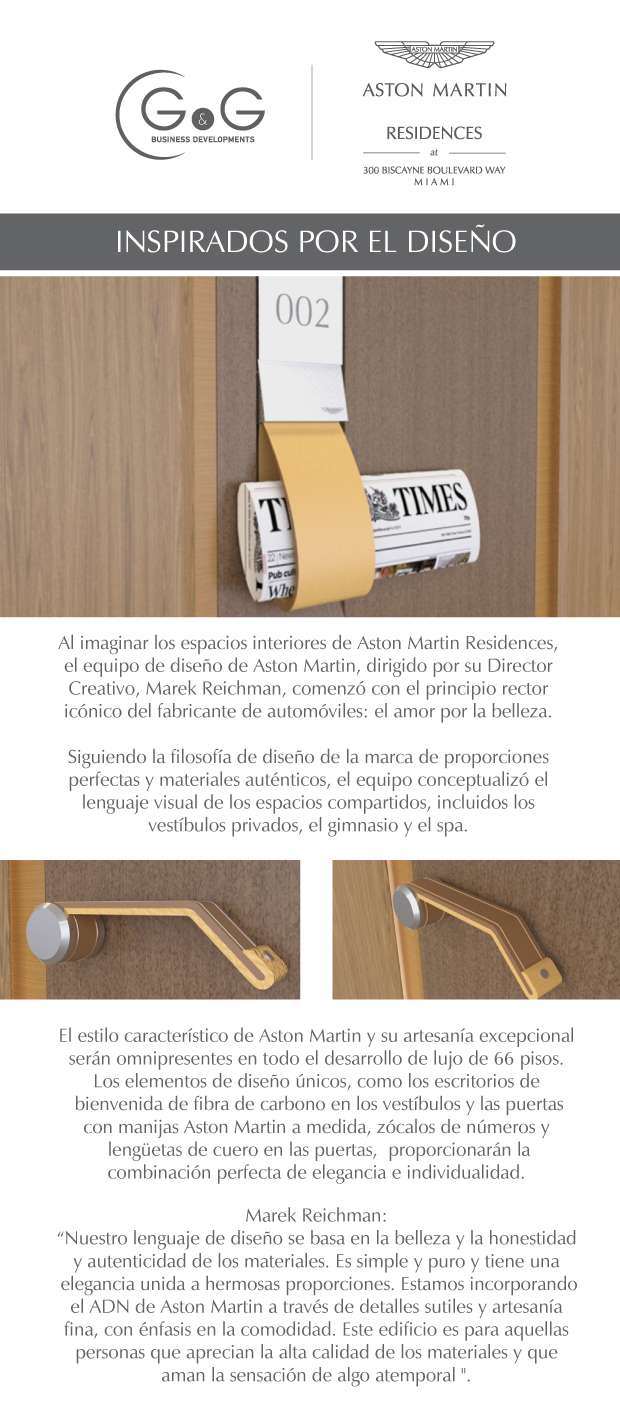 G&G
BUSINESS DEVELOPMENTS
ASTON MARTIN
ASTON MARTIN
RESIDENCES
at
300 BISCAYNE BOULEVARD WAY
MIAMI
INSPIRADOS POR EL DISEÑO
002
TIMES
Al imaginar los espacios interiores de Aston Martin Residences,
el equipo de diseño de Aston Martin, dirigido por su Director
Creativo, Marek Reichman, comenzó con el principio rector
icónico del fabricante de automóviles: el amor por la belleza.
Siguiendo la filosofía de diseño de la marca de proporciones
perfectas y materiales auténticos, el equipo conceptualizó el
lenguaje visual de los espacios compartidos, incluidos los
vestíbulos privados, el gimnasio y el spa.
El estilo característico de Aston Martin y su artesanía excepcional
serán omnipresentes en todo el desarrollo de lujo de 66 pisos.
Los elementos de diseño únicos, como los escritorios de
bienvenida de fibra de carbono en los vestíbulos y las puertas
con manijas Aston Martin a medida, zócalos de números y
lengüetas de cuero en las puertas, proporcionarán la
combinación perfecta de elegancia e individualidad.
Marek Reichman:
“Nuestro lenguaje de diseño se basa en la belleza y la honestidad
y autenticidad de los materiales. Es simple y puro y tiene una
elegancia unida a hermosas proporciones. Estamos incorporando
el ADN de Aston Martin a través de detalles sutiles y artesanía
fina, con énfasis en la comodidad. Este edificio es para aquellas
personas que aprecian la alta calidad de los materiales y que
aman la sensación de algo atemporal ".